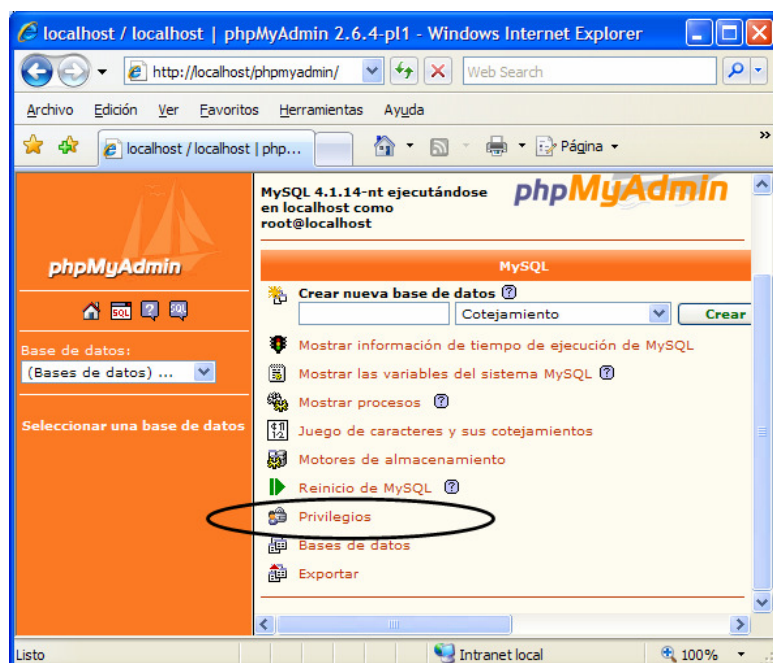 localhost / localhost | phpMyAdmin 2.6.4-pl1 - Windows Internet Explorer
http://localhost/phpmyadmin/
Web Search
Archivo Edición Ver Favoritos Herramientas Ayuda
localhost / localhost | php...
Página
»
phpMyAdmin
SQL
SQL
Base de datos:
(Bases de datos) ...
Seleccionar una base de datos
MySQL 4.1.14-nt ejecutándose
en localhost como
root@localhost
phpMyAdmin
MySQL
Crear nueva base de datos
Cotejamiento Crear
Mostrar información de tiempo de ejecución de MySQL
Mostrar las variables del sistema MySQL
Mostrar procesos
Juego de caracteres y sus cotejamientos
Motores de almacenamiento
Reinicio de MySQL
Privilegios
Bases de datos
Exportar
Listo Intranet local 100%